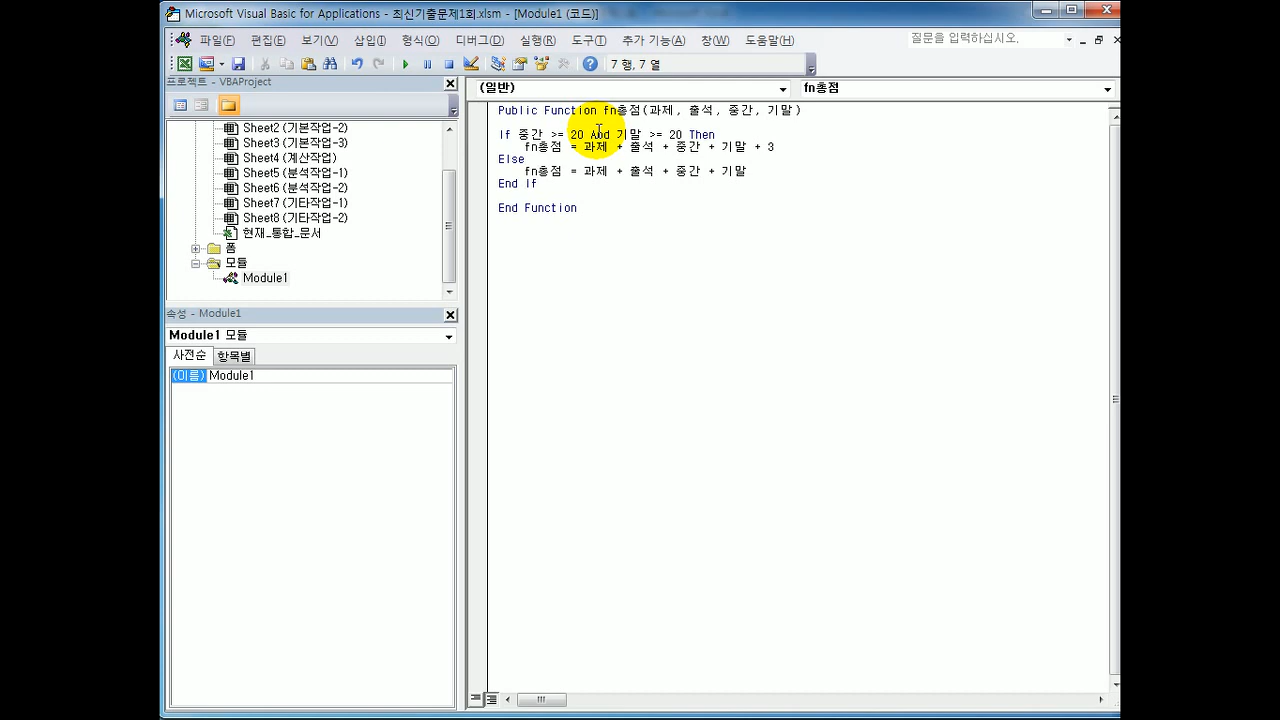 Microsoft Visual Basic for Applications - 최신기출문제1회.xlsm - [Module1 (코드)]
파일(F) 편집(E) 보기(V) 삽입(I) 형식(O) 디버그(D) 실행(R) 도구(T) 추가 기능(A) 창(W) 도움말(H) 질문을 입력하십시오.
7 행, 7 열
프로젝트 - VBAProject
Sheet2 (기본작업-2)
Sheet3 (기본작업-3)
Sheet4 (계산작업)
Sheet5 (분석작업-1)
Sheet6 (분석작업-2)
Sheet7 (기타작업-1)
Sheet8 (기타작업-2)
현재_통합_문서
폼
모듈
Module1
속성 - Module1
Module1 모듈
사전순 항목별
(이름) Module1
(일반) fn총점
Public Function fn총점(과제, 출석, 중간, 기말)
If 중간 >= 20 And 기말 >= 20 Then
fn총점 = 과제 + 출석 + 중간 + 기말 + 3
Else
fn총점 = 과제 + 출석 + 중간 + 기말
End If
End Function